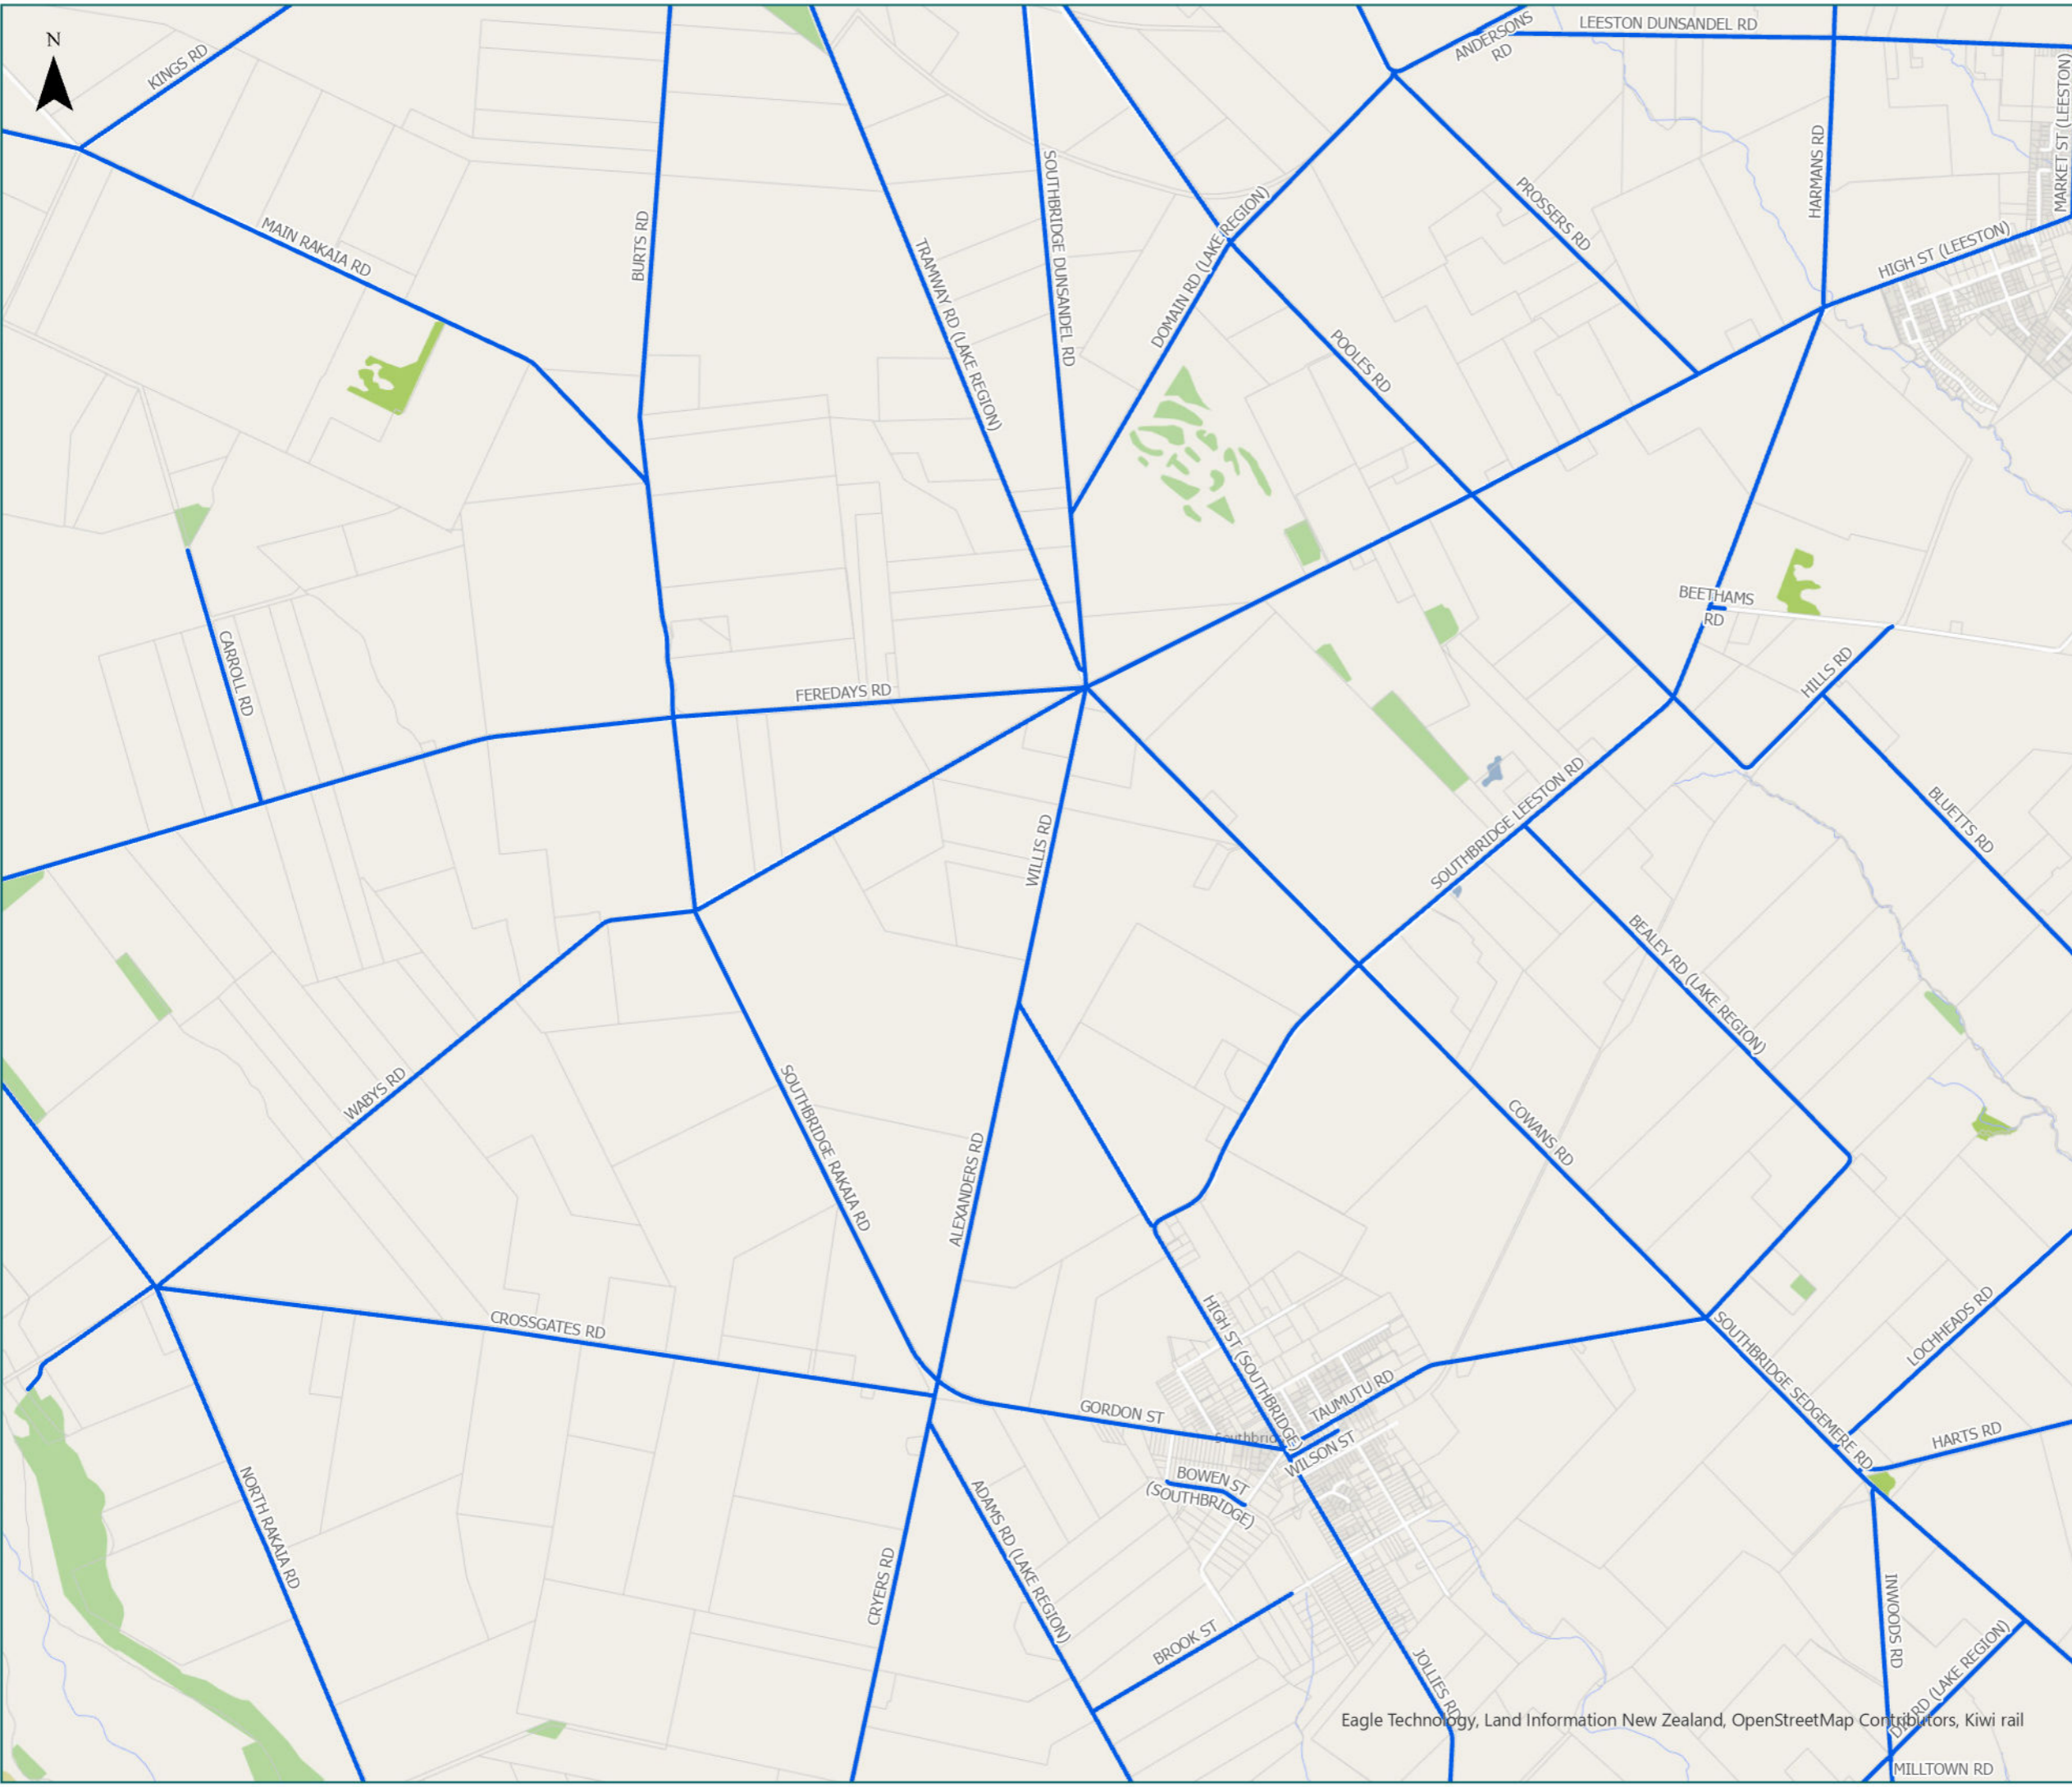 LEESTON DUNSANDEL RD
ANDERSONS
RD
N
KINGS RD
MARKET ST (LEESTON)
HARMANS RD
SOUTHBRIDGE DUNSANDEL RD
PROSSERS RD
DOMAIN RD (LAKE REGION)
BURTS RD
MAIN RAKAIA RD
HIGH ST (LEESTON)
TRAMWAY RD (LAKE REGION)
POOLES RD
BEETHAMS
RD
CARROLL RD
HILLS RD
FEREDAYS RD
SOUTHBRIDGE LEESTON RD
BLUETTS RD
WILLIS RD
BEALEY RD (LAKE REGION)
WABYS RD
SOUTHBRIDGE RAKAIA RD
COWANS RD
ALEXANDERS RD
CROSSGATES RD
HIGH ST (SOUTHBRIDGE)
LOCHHEADS RD
SOUTHBRIDGE SEDGEMERE RD
TAUMUTU RD
GORDON ST
HARTS RD
WILSON ST
BOWEN ST
(SOUTHBRIDGE)
NORTH RAKAIA RD
ADAMS RD (LAKE REGION)
CRYERS RD
INWOODS RD
BROOK ST
JOLLIES RD
RD (LAKE REGION)
Eagle Technology, Land Information New Zealand, OpenStreetMap Contributors, Kiwi rail
MILLTOWN RD